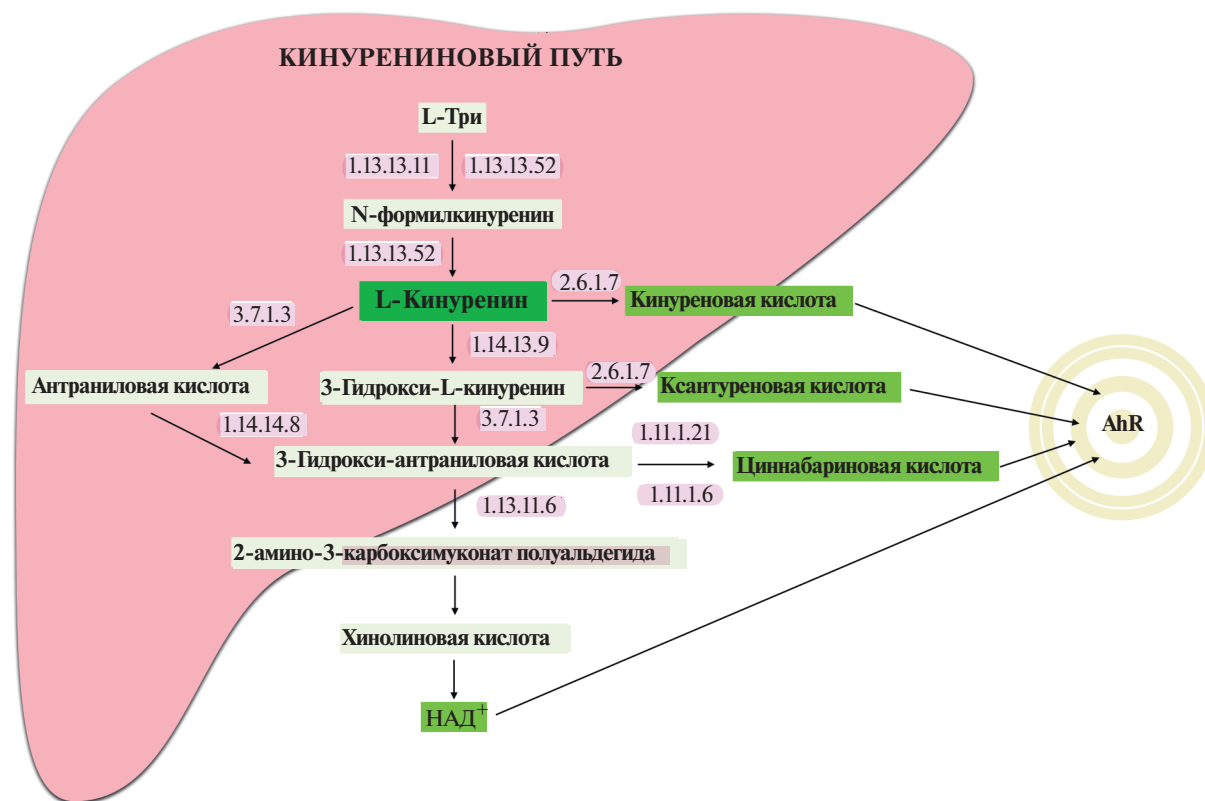 КИНУРЕНИНОВЫЙ ПУТЬ
L-Три
1.13.13.11
1.13.13.52
N-формилкинуренин
1.13.13.52
L-Кинуренин
2.6.1.7
Кинуреновая кислота
3.7.1.3
1.14.13.9
Антраниловая кислота
3-Гидрокси-L-кинуренин
2.6.1.7
Ксантуреновая кислота
AhR
1.14.14.8
3.7.1.3
1.11.1.21
3-Гидрокси-антраниловая кислота
Циннабариновая кислота
1.11.1.6
1.13.11.6
2-амино-3-карбоксимуконат полуальдегида
Хинолиновая кислота
НАД+